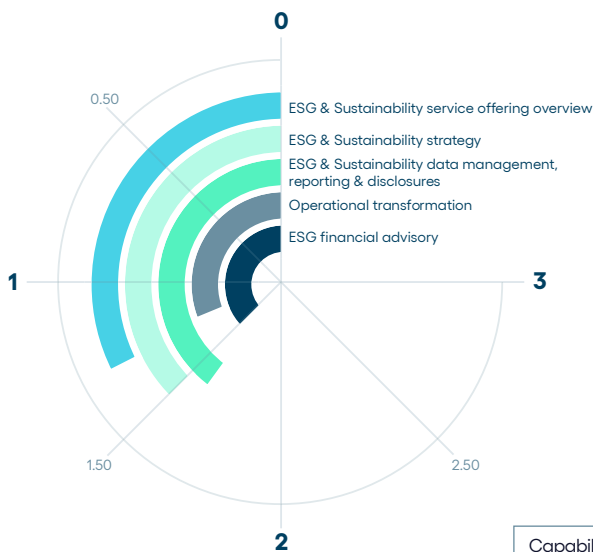 0
0.50
ESG & Sustainability service offering overview
ESG & Sustainability strategy
ESG & Sustainability data management,
reporting & disclosures
Operational transformation
ESG financial advisory
1
3
1.50
2.50
2